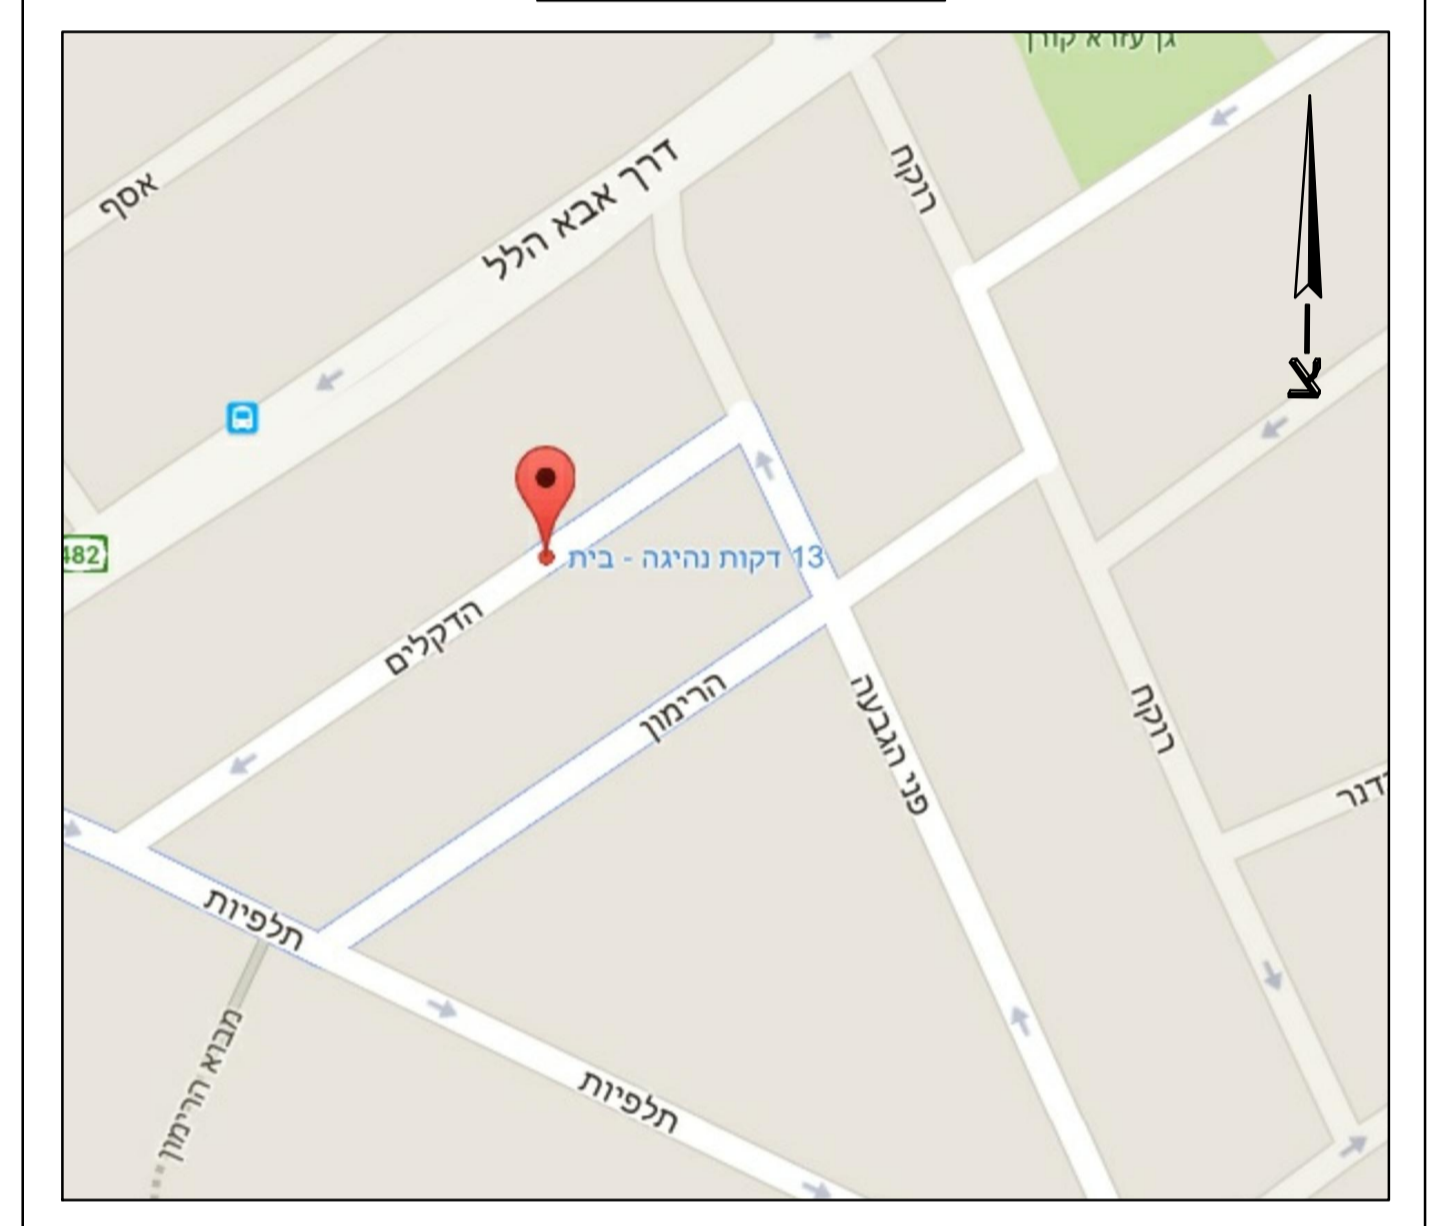 גן עזרא קורן
אסף
דרך אבא הלל
רוקח
צ
482
13 דקות נהיגה - בית
הדקלים
הרימון
פני הגבעה
רוקח
תלפיות
מבוא הרימון
תלפיות